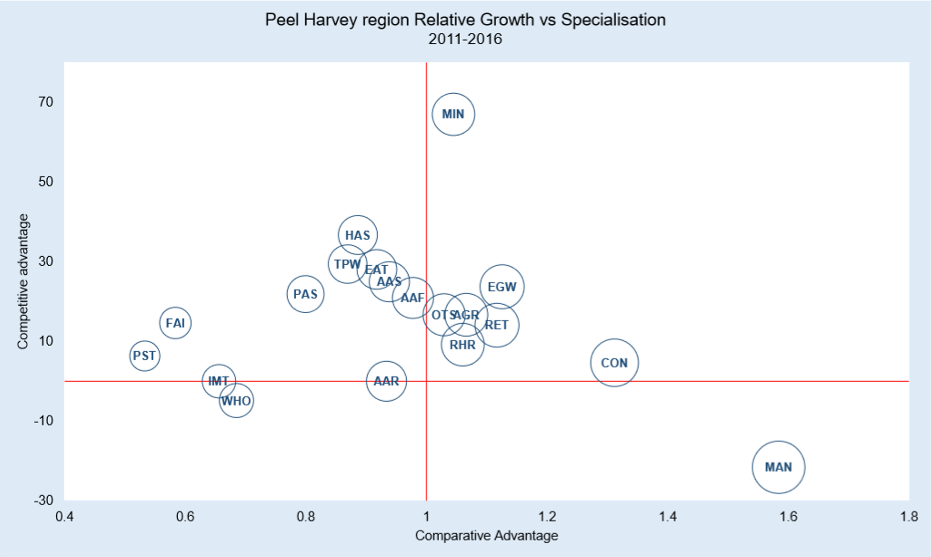 Peel Harvey region Relative Growth vs Specialisation
2011-2016
70
MIN
50
HAS
30
TPW
EAT
AAS
EGW
PAS
AAF
OTS
AGR
FAI
RET
10
RHR
PST
CON
IMT
AAR
WHO
-10
MAN
-30
Competitive advantage
0.4 0.6 0.8 1 1.2 1.4 1.6 1.8
Comparative Advantage